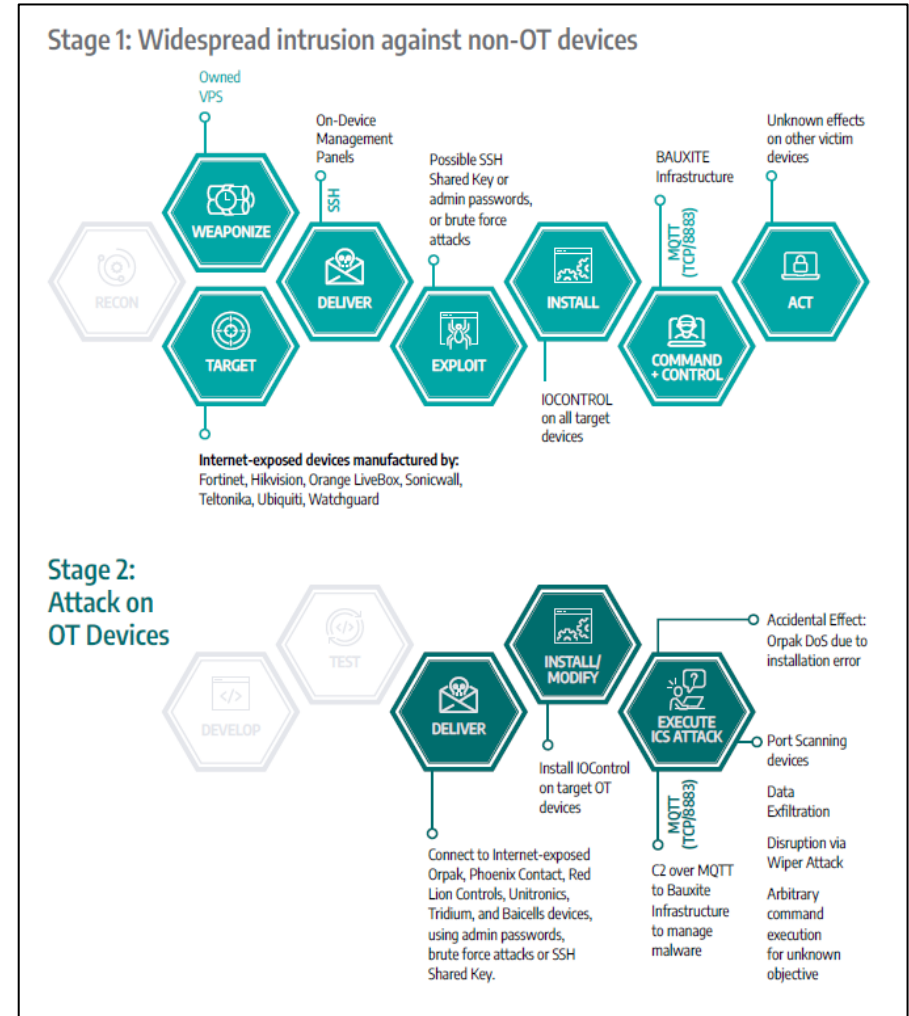 Stage 1: Widespread intrusion against non-OT devices
Owned
VPS
On-Device
Management
Panels
SSH
Possible SSH
Shared Key or
admin passwords,
or brute force
attacks
BAUXITE
Infrastructure
MQTT
(TCP/8883)
Unknown effects
on other victim
devices
RECON
WEAPONIZE
TARGET
DELIVER
EXPLOIT
INSTALL
COMMAND
+ CONTROL
ACT
IOCONTROL
on all target
devices
Internet-exposed devices manufactured by:
Fortinet, Hikvision, Orange LiveBox, Sonicwall,
Teltonika, Ubiquiti, Watchguard
Stage 2:
Attack on
OT Devices
DEVELOP
TEST
DELIVER
INSTALL/
MODIFY
EXECUTE
ICS ATTACK
Accidental Effect:
Orpak DoS due to
installation error
Port Scanning
devices
Data
Exfiltration
Disruption via
Wiper Attack
Arbitrary
command
execution
for unknown
objective
Install IOControl
on target OT
devices
MQTT
(TCP/8883)
Connect to Internet-exposed
Orpak, Phoenix Contact, Red
Lion Controls, Unitronics,
Tridium, and Baicells devices,
using admin passwords,
brute force attacks or SSH
Shared Key.
C2 over MQTT
to Bauxite
Infrastructure
to manage
malware